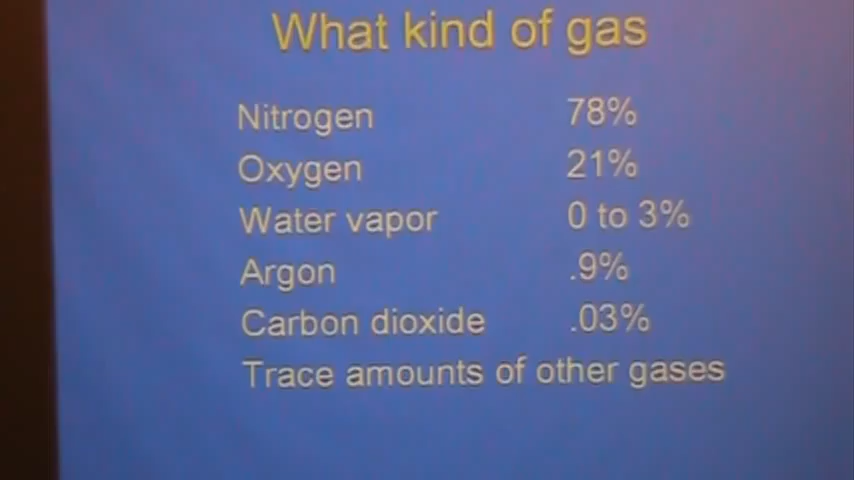 What kind of gas
Nitrogen 78%
Oxygen 21%
Water vapor 0 to 3%
Argon .9%
Carbon dioxide .03%
Trace amounts of other gases